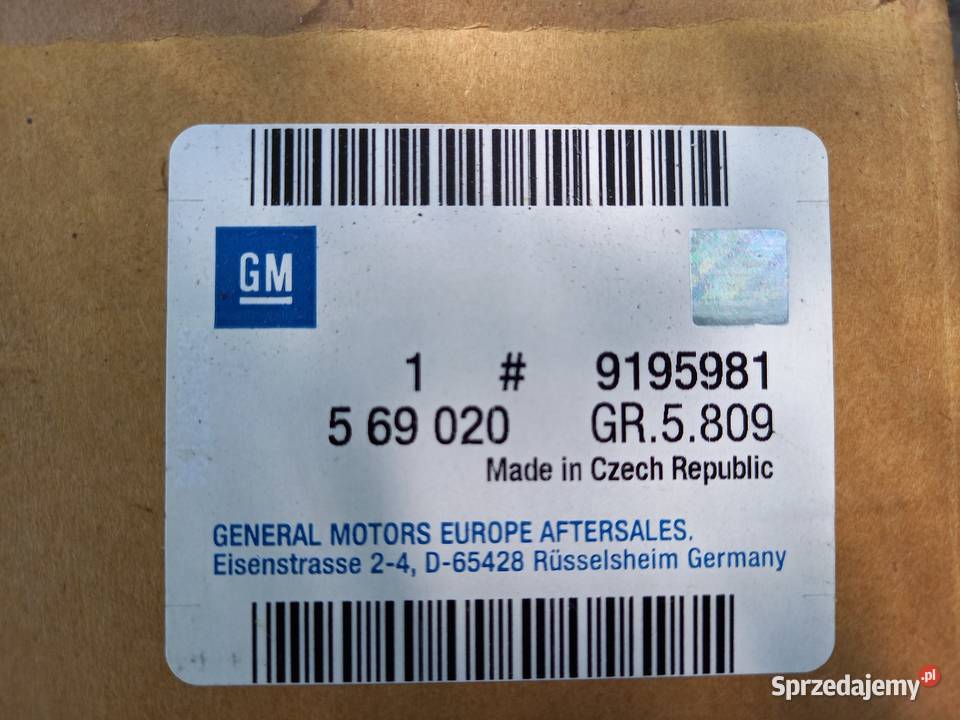 GM
1 # 9195981
5 69 020 GR.5.809
Made in Czech Republic
GENERAL MOTORS EUROPE AFTERSALES.
Eisenstrasse 2-4, D-65428 Rüsselsheim Germany
Sprzedajemy.pl